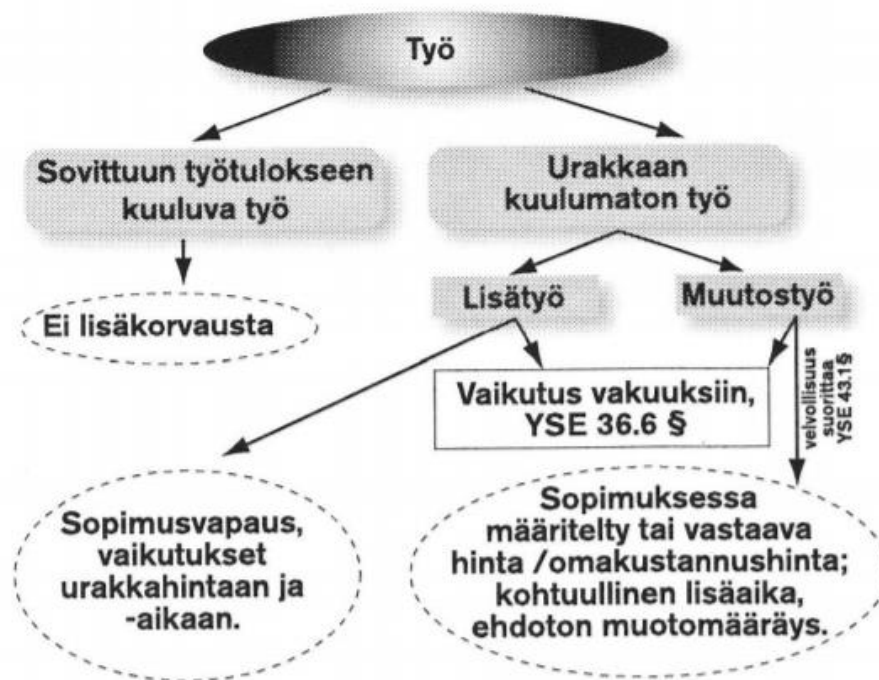 Työ
Sovittuun työtulokseen
kuuluva työ
Urakkaan
kuulumaton työ
Ei lisäkorvausta
Lisätyö
Muutostyö
Vaikutus vakuuksiin,
YSE 36.6 §
velvollisuus
suorittaa
YSE 43.1 §
Sopimusvapaus,
vaikutukset
urakkahintaan ja
-aikaan.
Sopimuksessa
määritelty tai vastaava
hinta /omakustannushinta;
kohtuullinen lisäaika,
ehdoton muotomääräys.